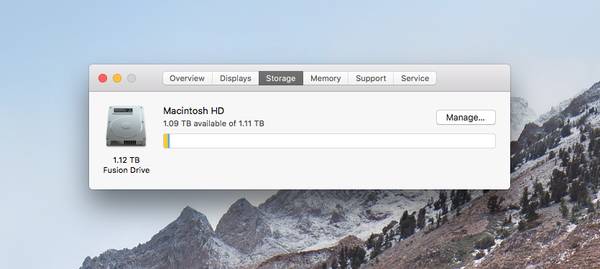 Overview Displays Storage Memory Support Service
Macintosh HD
1.09 TB available of 1.11 TB
Manage...
1.12 TB
Fusion Drive